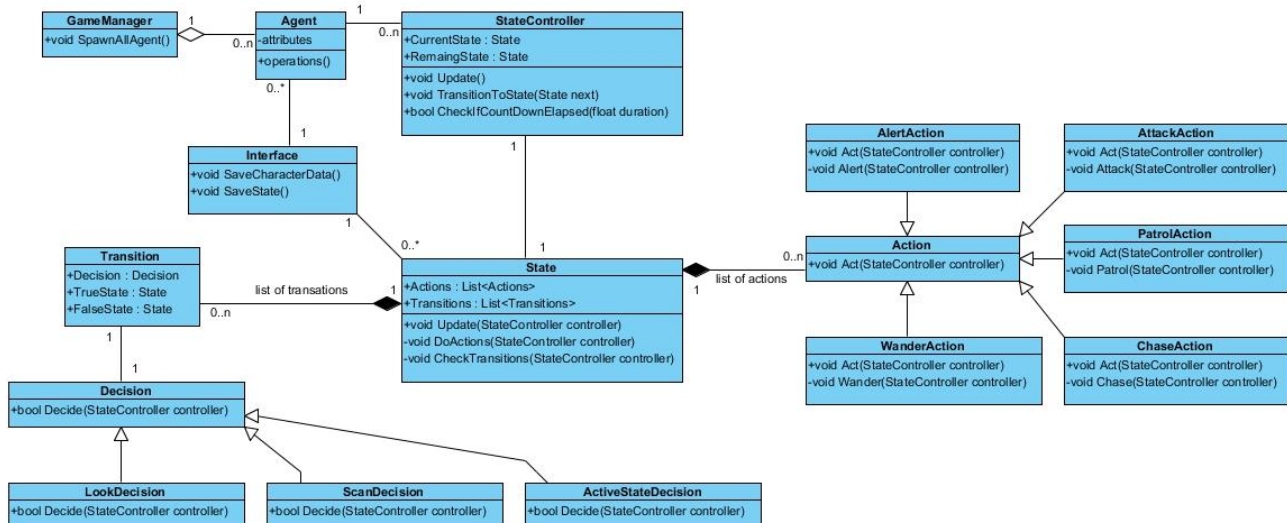 GameManager
+void SpawnAllAgent()
1
0..n
Agent
-attributes
+operations()
1
0..n
StateController
+CurrentState : State
+RemaingState : State
+void Update()
+void TransitionToState(State next)
+bool CheckIfCountDownElapsed(float duration)
0..*
1
Interface
+void SaveCharacterData()
+void SaveState()
1
0..*
1
1
AlertAction
+void Act(StateController controller)
-void Alert(StateController controller)
AttackAction
+void Act(StateController controller)
-void Attack(StateController controller)
Transition
+Decision : Decision
+TrueState : State
+FalseState : State
list of transations
0..n
1
State
+Actions : List<Actions>
+Transitions : List<Transitions>
+void Update(StateController controller)
-void DoActions(StateController controller)
-void CheckTransitions(StateController controller)
1
list of actions
0..n
Action
+void Act(StateController controller)
PatrolAction
+void Act(StateController controller)
-void Patrol(StateController controller)
WanderAction
+void Act(StateController controller)
-void Wander(StateController controller)
ChaseAction
+void Act(StateController controller)
-void Chase(StateController controller)
1
1
Decision
+bool Decide(StateController controller)
LookDecision
+bool Decide(StateController controller)
ScanDecision
+bool Decide(StateController controller)
ActiveStateDecision
+bool Decide(StateController controller)